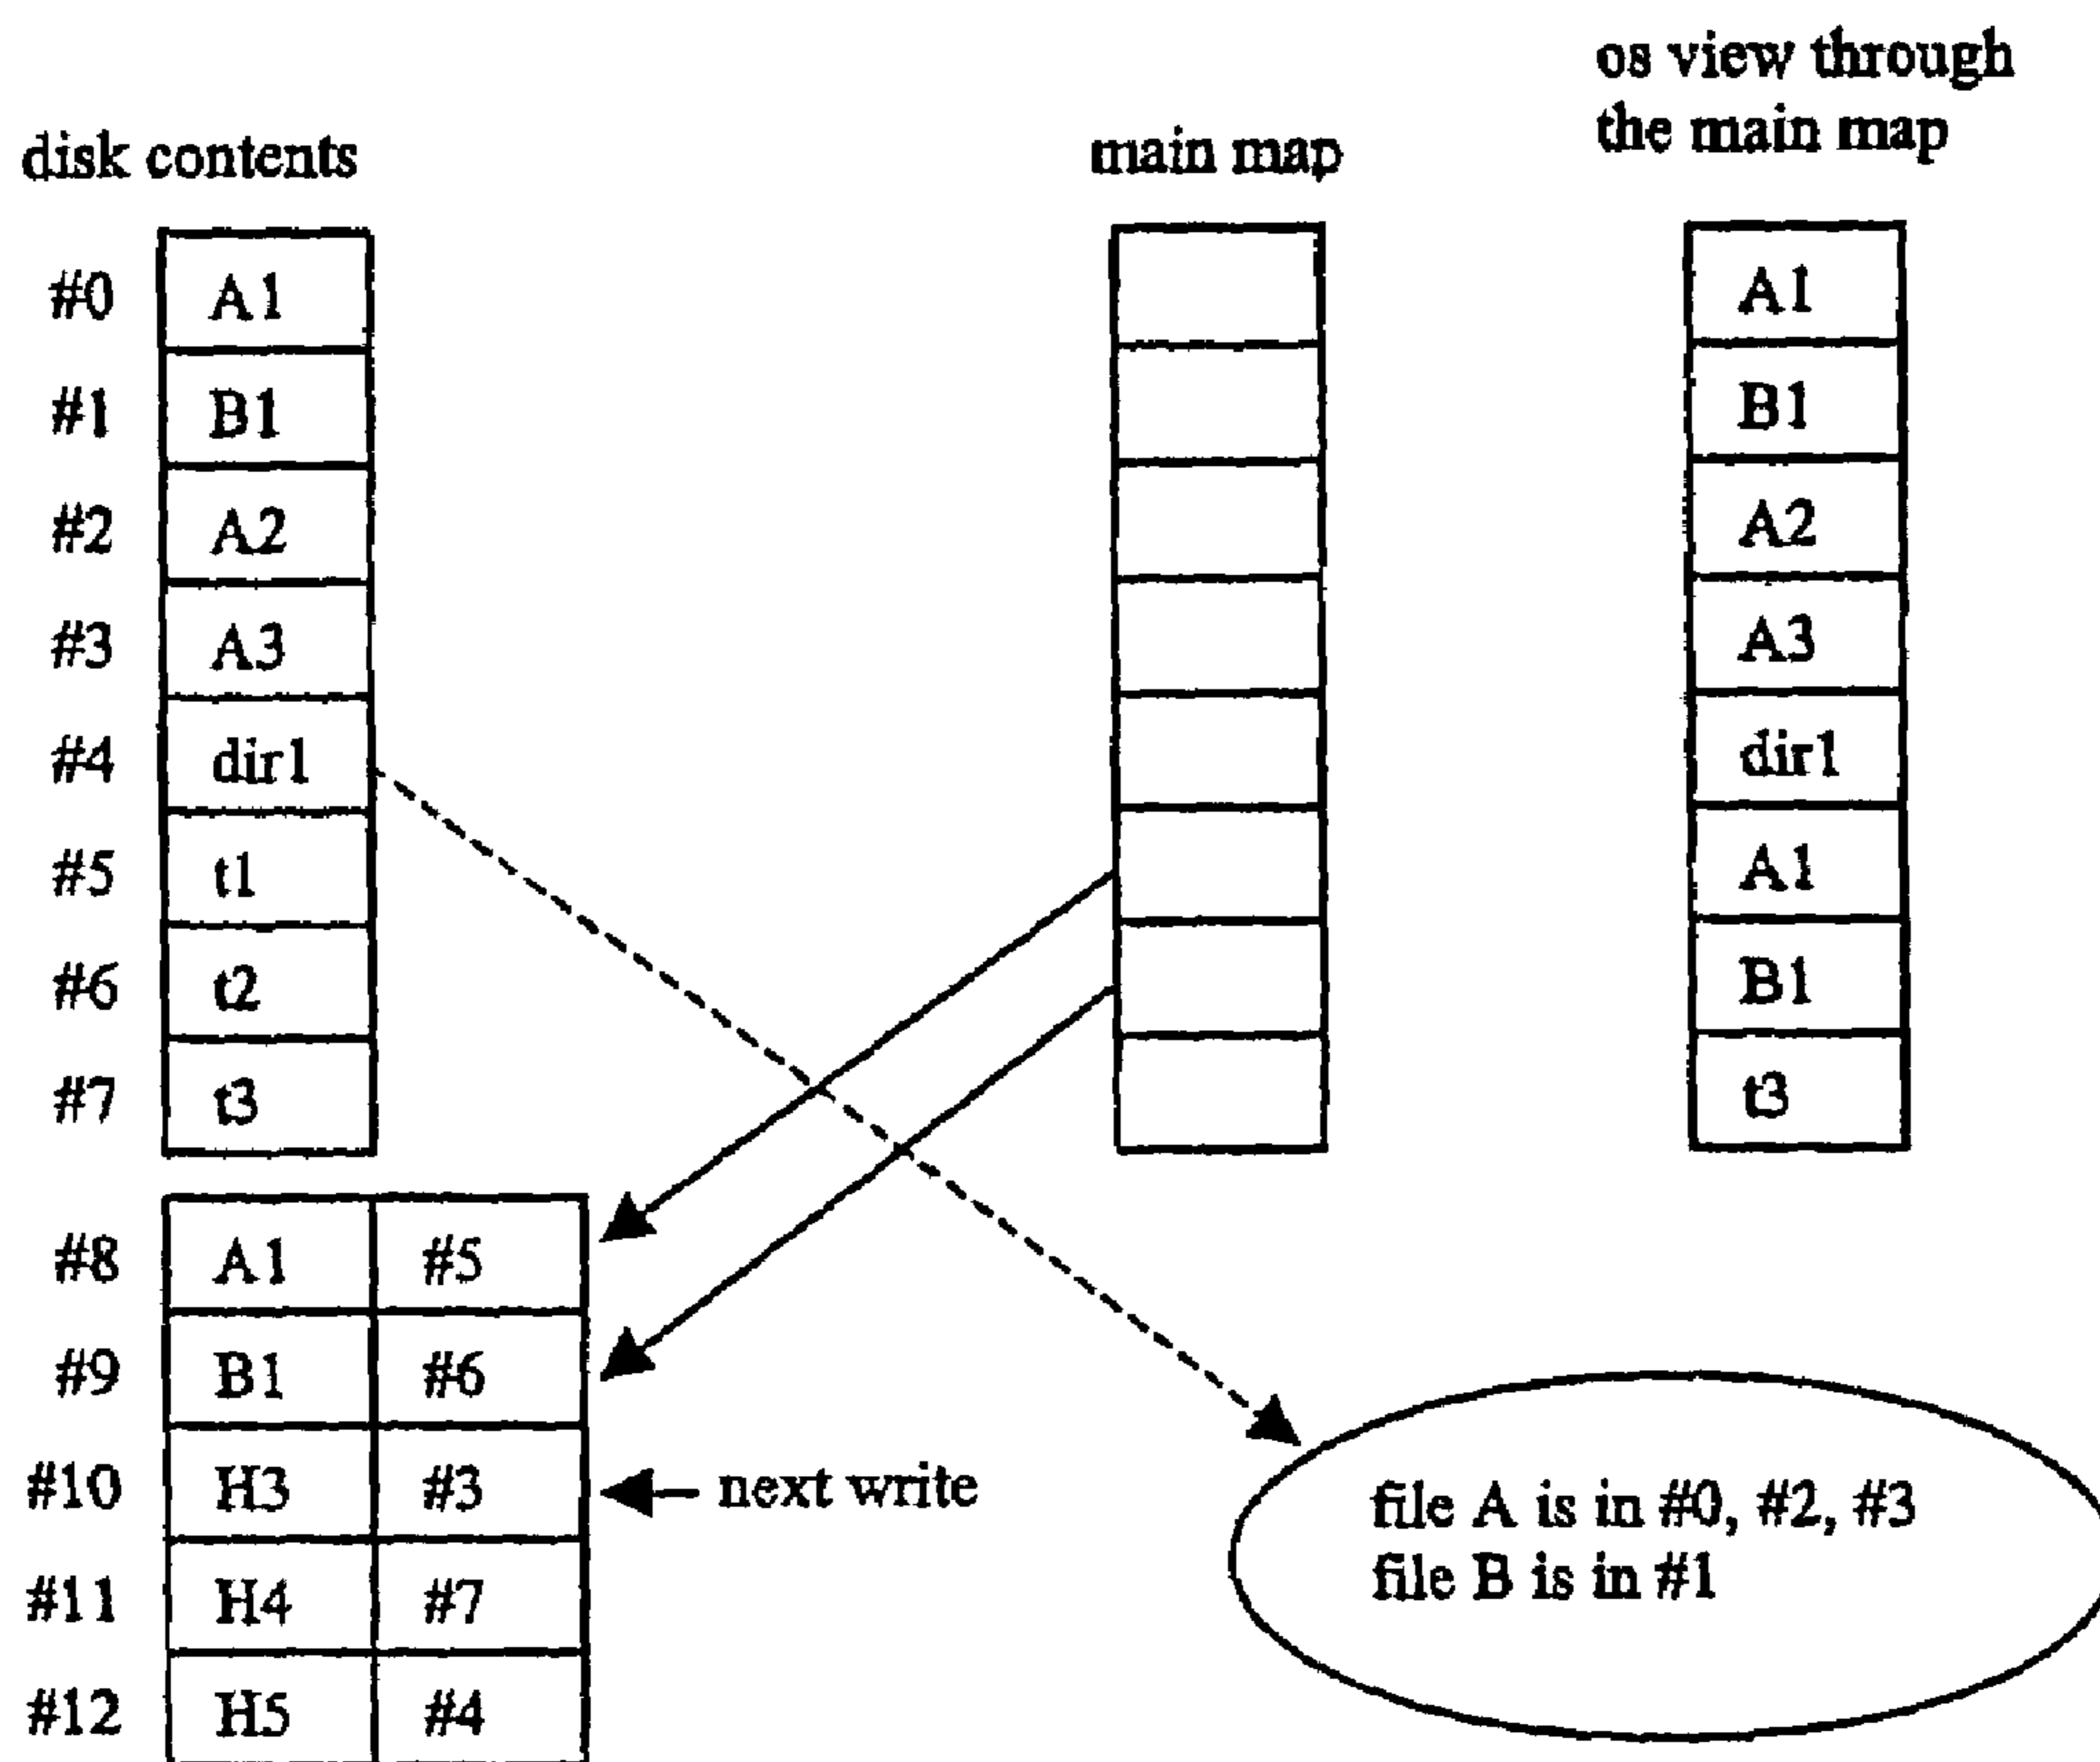 os view through
the main map
disk contents
main map
#0 A1 A1
#1 B1 B1
#2 A2 A2
#3 A3 A3
#4 dir1 dir1
#5 t1 A1
#6 t2 B1
#7 t3 t3
#8 A1 #5
#9 B1 #6
#10 H3 #3 next write
#11 H4 #7
#12 H5 #4
file A is in #0, #2, #3
file B is in #1